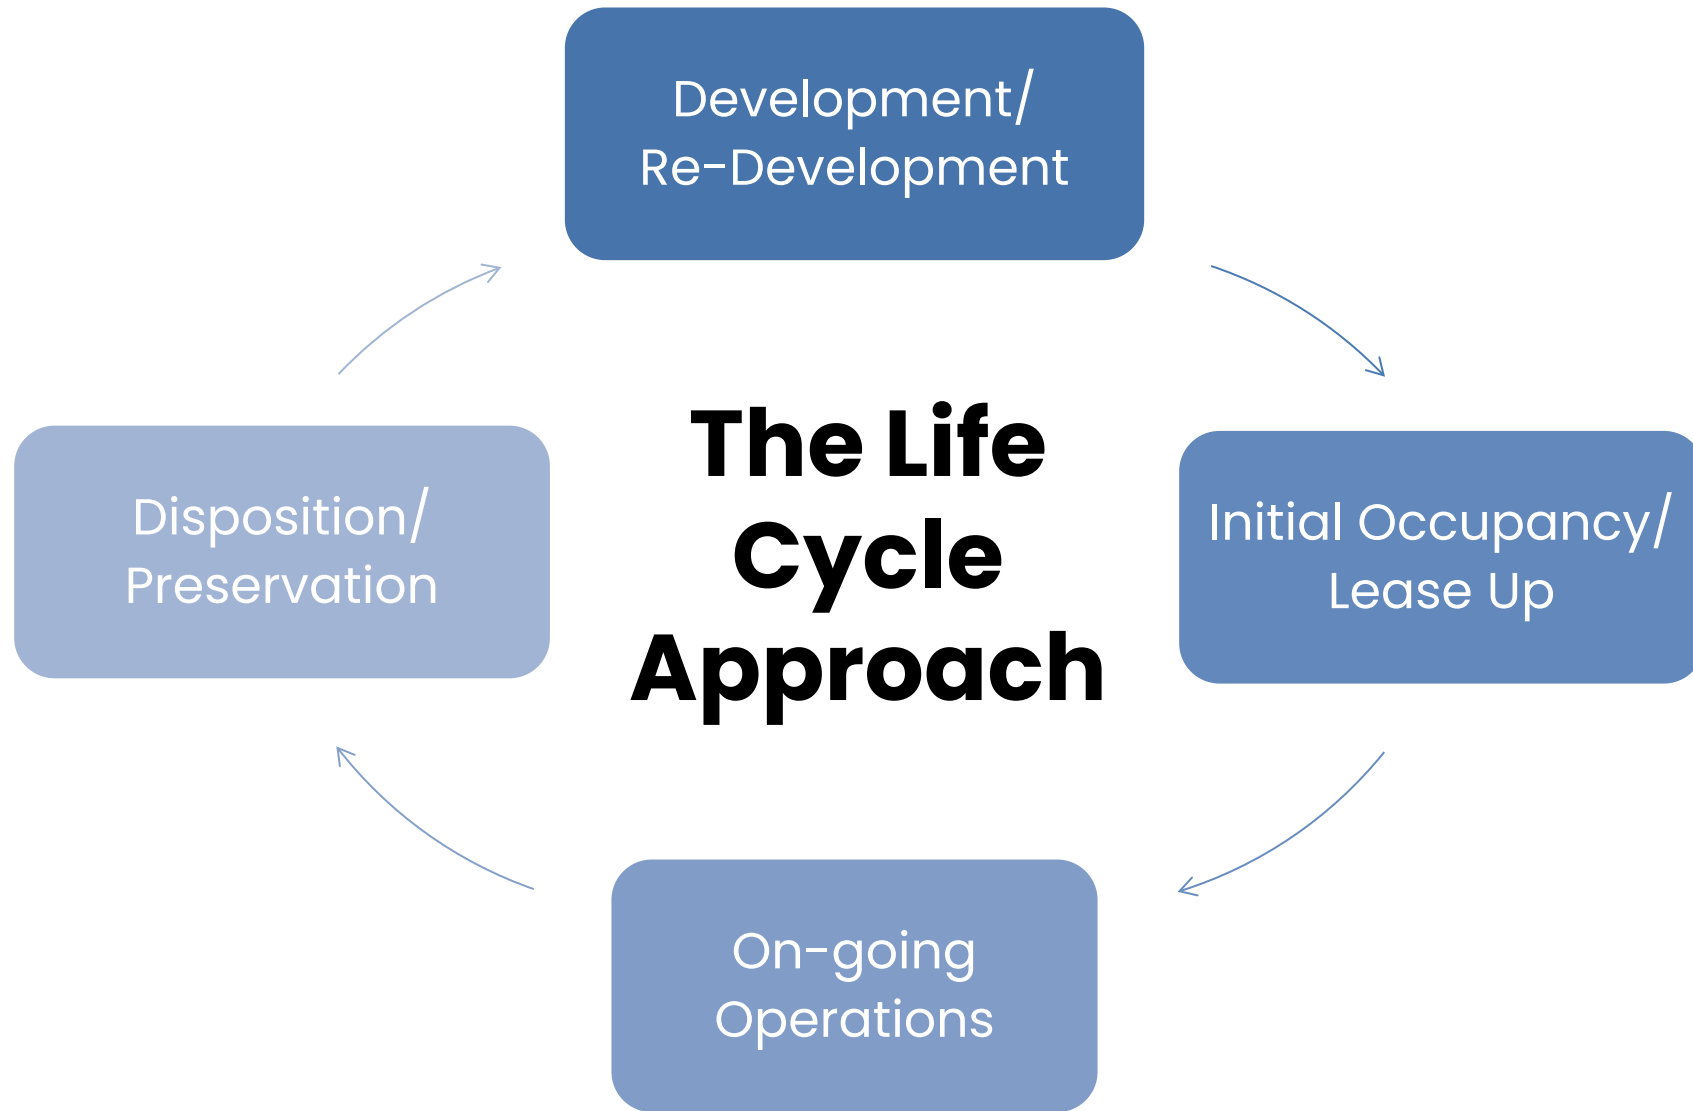 Development/
Re-Development
The Life
Cycle
Approach
Disposition/
Preservation
Initial Occupancy/
Lease Up
On-going
Operations